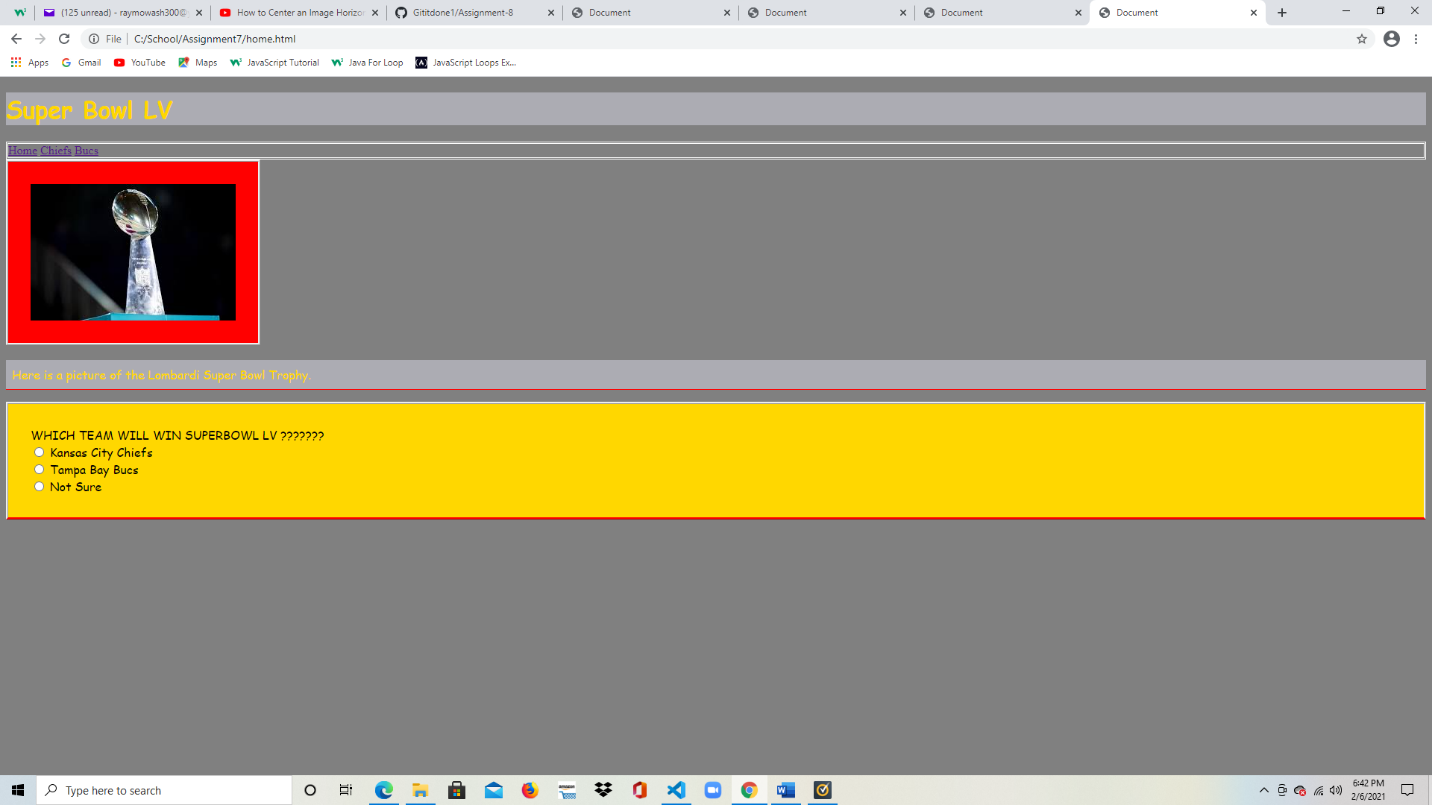 (125 unread) - raymowash300@
How to Center an Image Horizo
Gititdone1/Assignment-8
Document
Document
Document
Document
File
C:/School/Assignment7/home.html
Apps
Gmail
YouTube
Maps
JavaScript Tutorial
Java For Loop
JavaScript Loops Ex...
Super Bowl LV
Home Chiefs Bucs
Here is a picture of the Lombardi Super Bowl Trophy.
WHICH TEAM WILL WIN SUPERBOWL LV ???????
Kansas City Chiefs
Tampa Bay Bucs
Not Sure
Type here to search
6:42 PM
2/6/2021